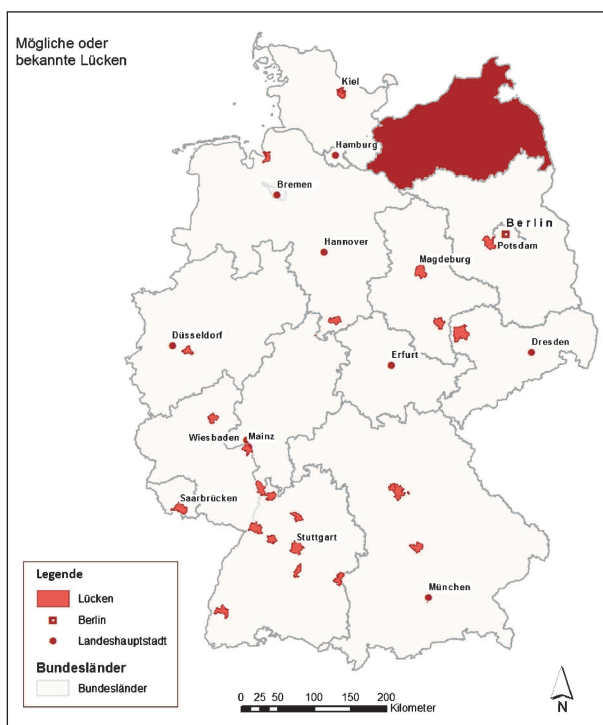 Mögliche oder
bekannte Lücken
Kiel
Hamburg
Bremen
Berlin
Potsdam
Hannover
Magdeburg
Düsseldorf
Erfurt
Dresden
Wiesbaden
Mainz
Saarbrücken
Stuttgart
München
Legende
Lücken
Berlin
Landeshauptstadt
Bundesländer
Bundesländer
0 25 50 100 150 200
Kilometer
N